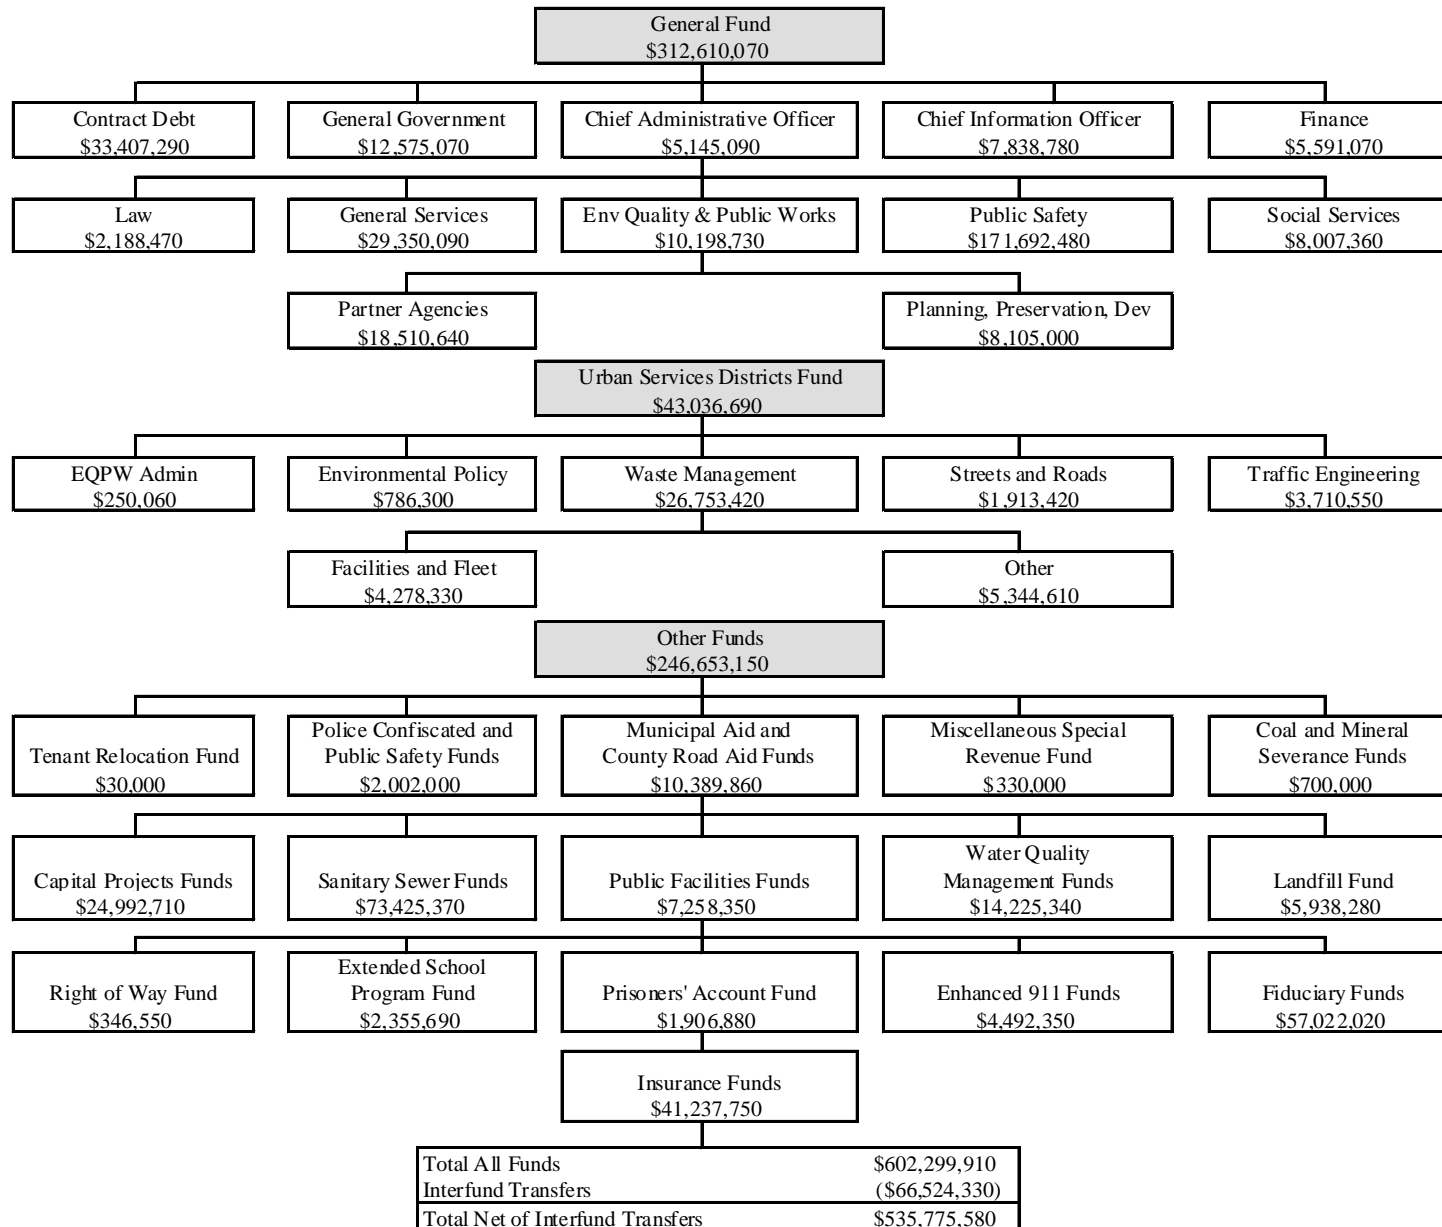 General Fund
$312,610,070
Contract Debt
$33,407,290
General Government
$12,575,070
Chief Administrative Officer
$5,145,090
Chief Information Officer
$7,838,780
Finance
$5,591,070
Law
$2,188,470
General Services
$29,350,090
Env Quality & Public Works
$10,198,730
Public Safety
$171,692,480
Social Services
$8,007,360
Partner Agencies
$18,510,640
Planning, Preservation, Dev
$8,105,000
Urban Services Districts Fund
$43,036,690
EQPW Admin
$250,060
Environmental Policy
$786,300
Waste Management
$26,753,420
Streets and Roads
$1,913,420
Traffic Engineering
$3,710,550
Facilities and Fleet
$4,278,330
Other
$5,344,610
Other Funds
$246,653,150
Tenant Relocation Fund
$30,000
Police Confiscated and
Public Safety Funds
$2,002,000
Municipal Aid and
County Road Aid Funds
$10,389,860
Miscellaneous Special
Revenue Fund
$330,000
Coal and Mineral
Severance Funds
$700,000
Capital Projects Funds
$24,992,710
Sanitary Sewer Funds
$73,425,370
Public Facilities Funds
$7,258,350
Water Quality
Management Funds
$14,225,340
Landfill Fund
$5,938,280
Right of Way Fund
$346,550
Extended School
Program Fund
$2,355,690
Prisoners' Account Fund
$1,906,880
Enhanced 911 Funds
$4,492,350
Fiduciary Funds
$57,022,020
Insurance Funds
$41,237,750
Total All Funds $602,299,910
Interfund Transfers ($66,524,330)
Total Net of Interfund Transfers $535,775,580